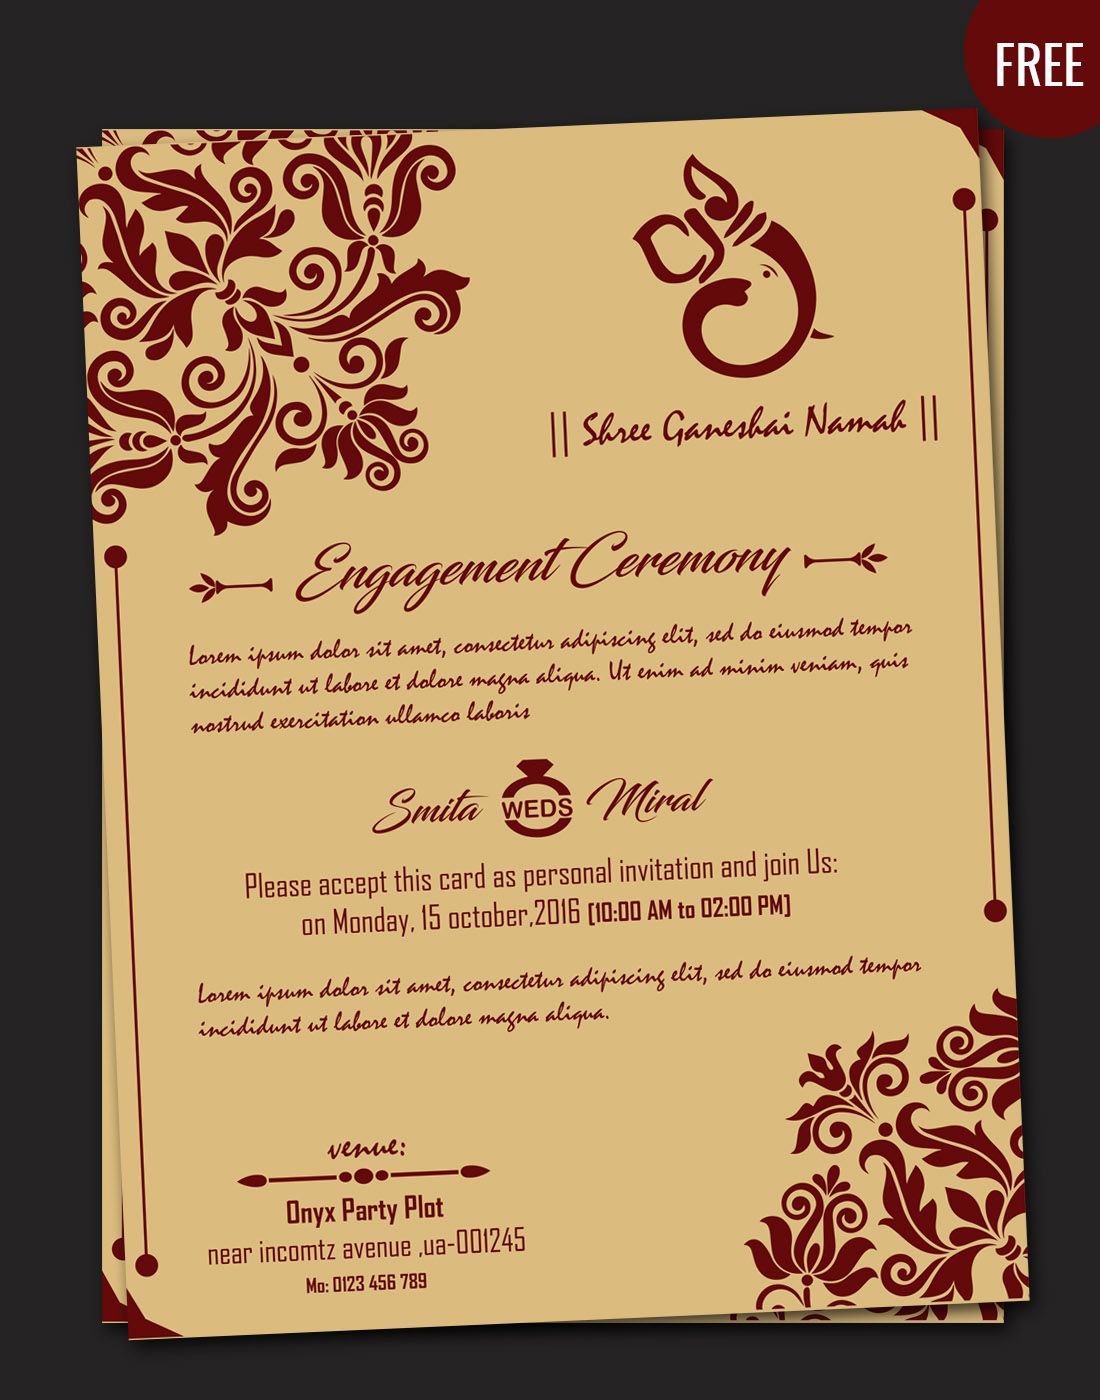 FREE
|| Shree Ganeshai Namah ||
Engagement Ceremony
Lorem ipsum dolor sit amet, consectetur adipiscing elit, sed do eiusmod tempor
incididunt ut labore et dolore magna aliqua. Ut enim ad minim veniam, quis
nostrud exercitation ullamco laboris
Smita WEDS Miral
Please accept this card as personal invitation and join Us:
on Monday, 15 october,2016 [10:00 AM to 02:00 PM]
Lorem ipsum dolor sit amet, consectetur adipiscing elit, sed do eiusmod tempor
incididunt ut labore et dolore magna aliqua.
venue:
Onyx Party Plot
near incomtz avenue ,ua-001245
Mo: 0123 456 789